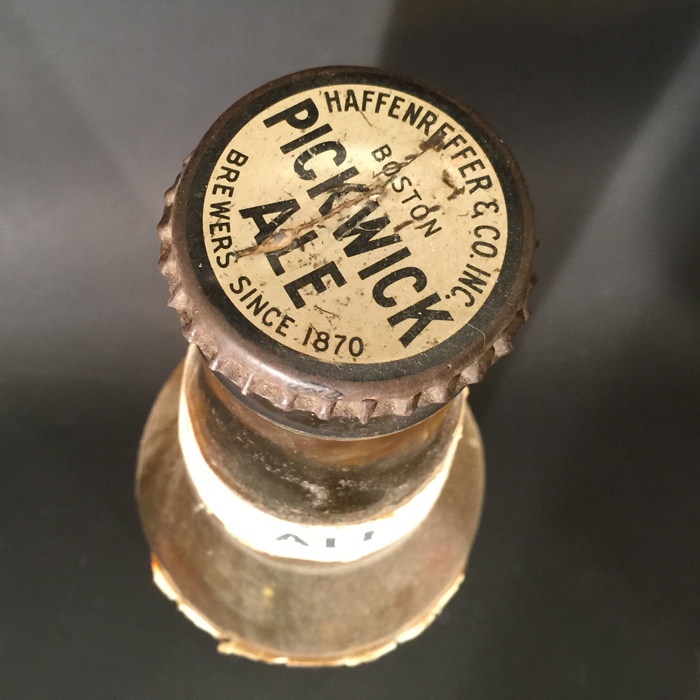 HAFFENREFFER & CO. INC.
BOSTON
PICKWICK
ALE
BREWERS SINCE 1870